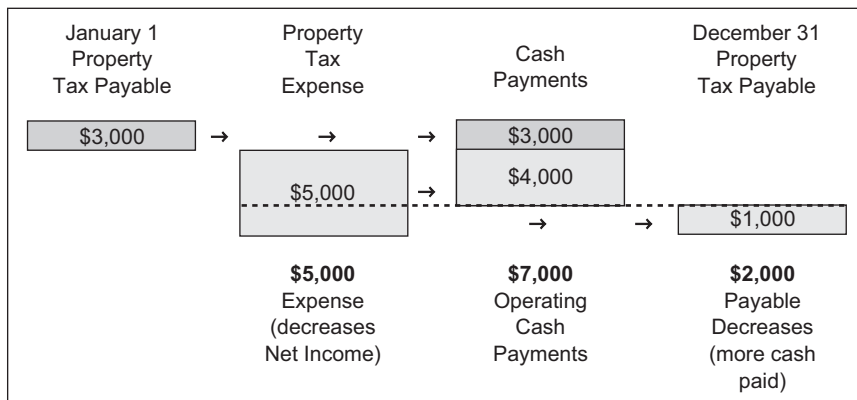 January 1
Property
Tax Payable
Property
Tax
Expense
Cash
Payments
December 31
Property
Tax Payable
$3,000 → → → $3,000
$5,000 → $4,000
→ → $1,000
$5,000
Expense
(decreases
Net Income)
$7,000
Operating
Cash
Payments
$2,000
Payable
Decreases
(more cash
paid)